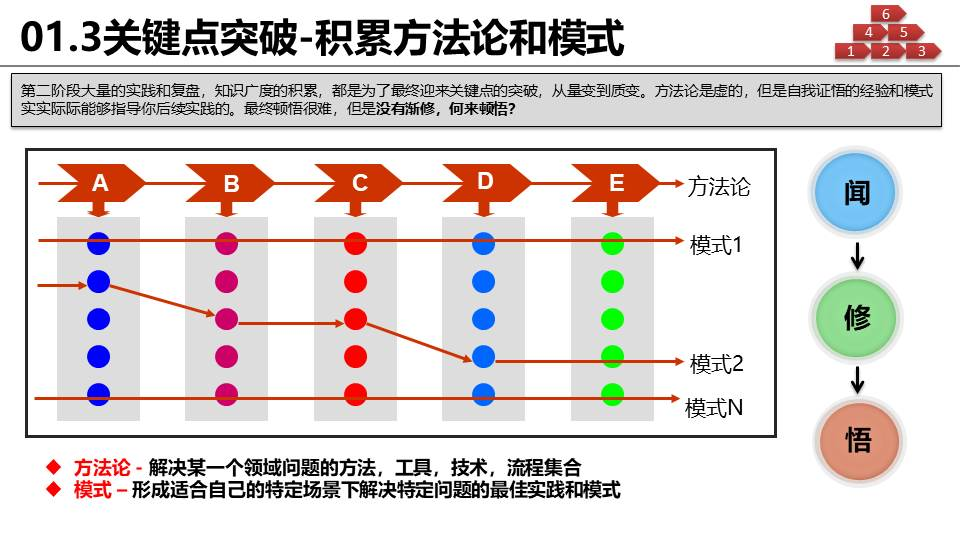 01.3关键点突破-积累方法论和模式
6
4 5
1 2 3
第二阶段大量的实践和复盘，知识广度的积累，都是为了最终迎来关键点的突破，从量变到质变。方法论是虚的，但是自我证悟的经验和模式
实实际际能够指导你后续实践的。最终顿悟很难，但是没有渐修，何来顿悟？
A B C D E 方法论
模式1
模式2
模式N
闻
修
悟
方法论 - 解决某一个领域问题的方法，工具，技术，流程集合
模式 – 形成适合自己的特定场景下解决特定问题的最佳实践和模式